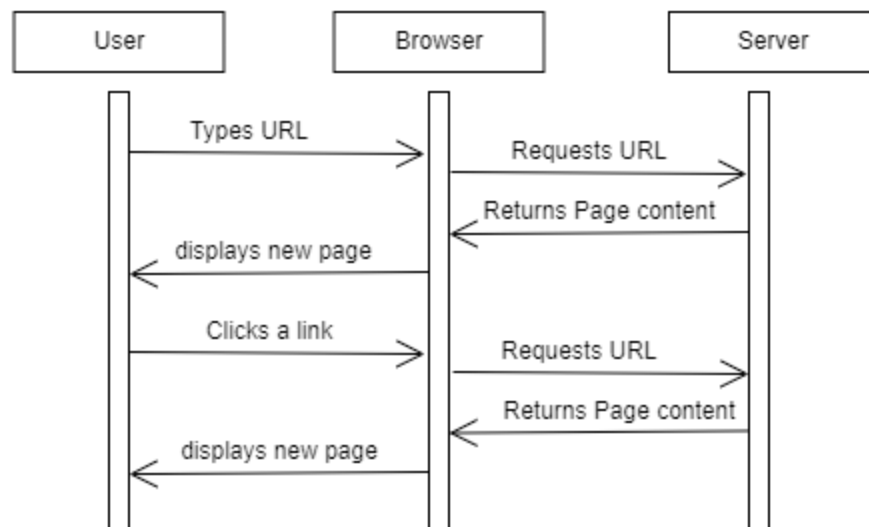 User
Browser
Server
Types URL
Requests URL
Returns Page content
displays new page
Clicks a link
Requests URL
Returns Page content
displays new page